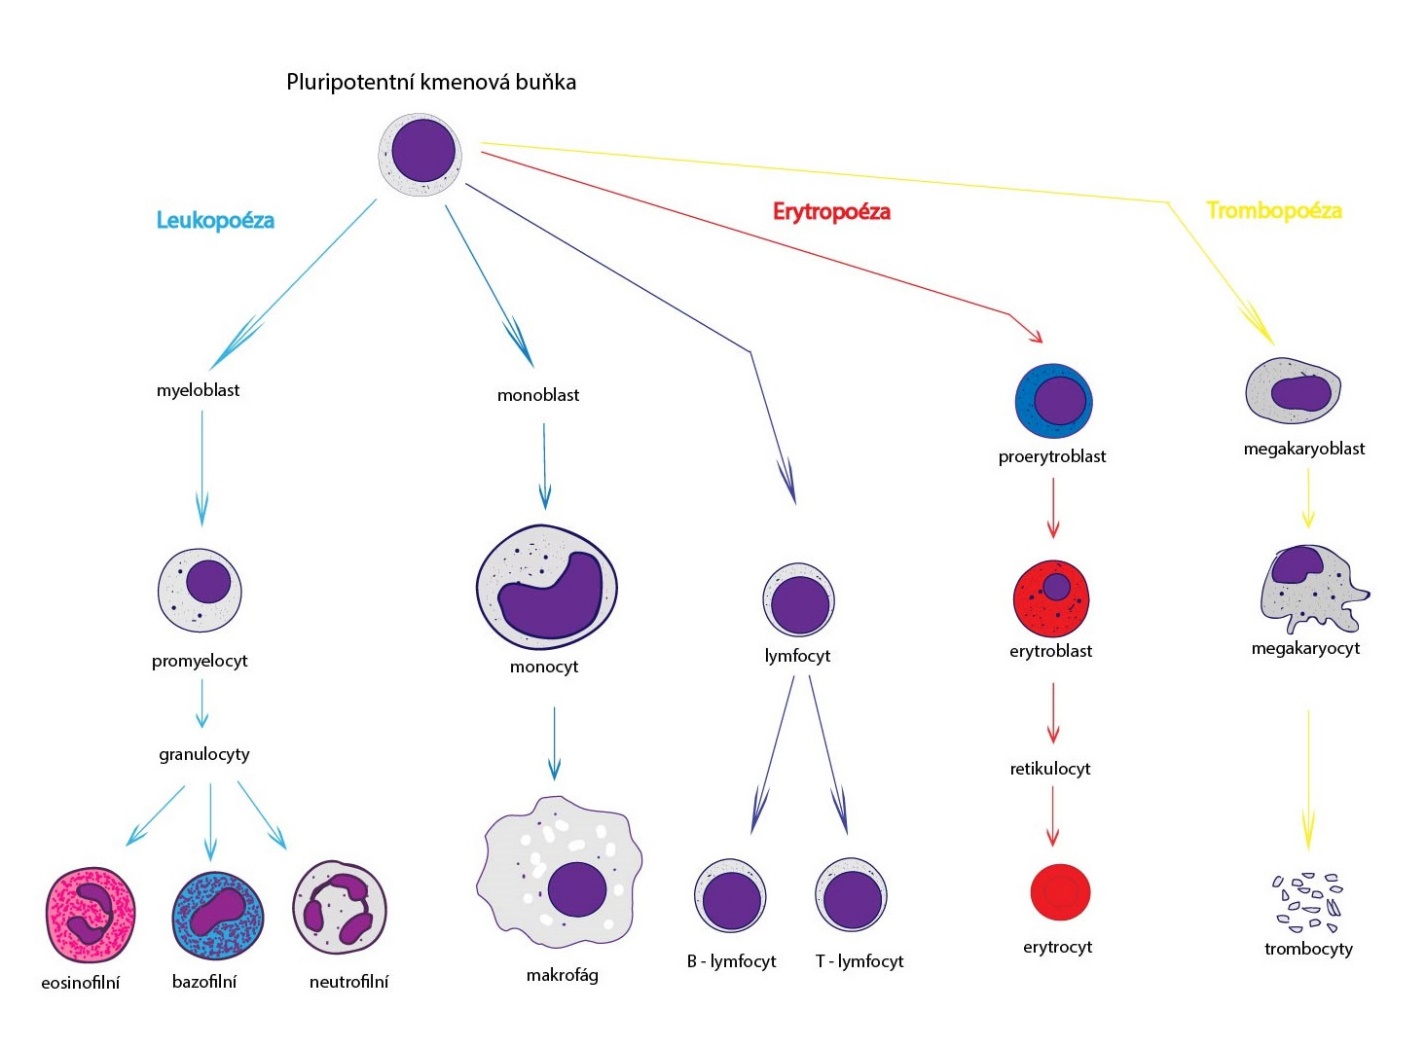 Pluripotentní kmenová buňka
Leukopoéza
Erytropoéza
Trombopoéza
myeloblast
monoblast
proerytroblast
megakaryoblast
promyelocyt
monocyt
lymfocyt
erytroblast
megakaryocyt
granulocyty
retikulocyt
eosinofilní
bazofilní
neutrofilní
makrofág
B - lymfocyt
T - lymfocyt
erytrocyt
trombocyty